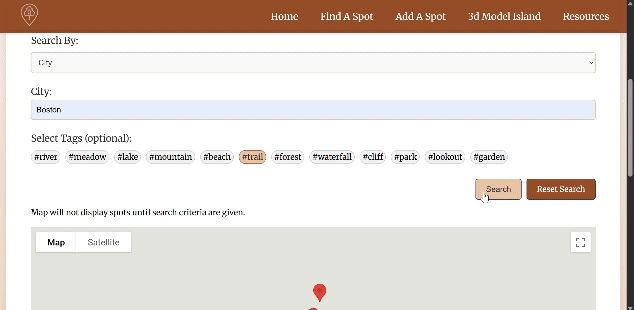 Home Find A Spot Add A Spot 3d Model Island Resources
Search By:
City
City:
Boston
Select Tags (optional):
#river #meadow #lake #mountain #beach #trail #forest #waterfall #cliff #park #lookout #garden
Search Reset Search
Map will not display spots until search criteria are given.
Map Satellite